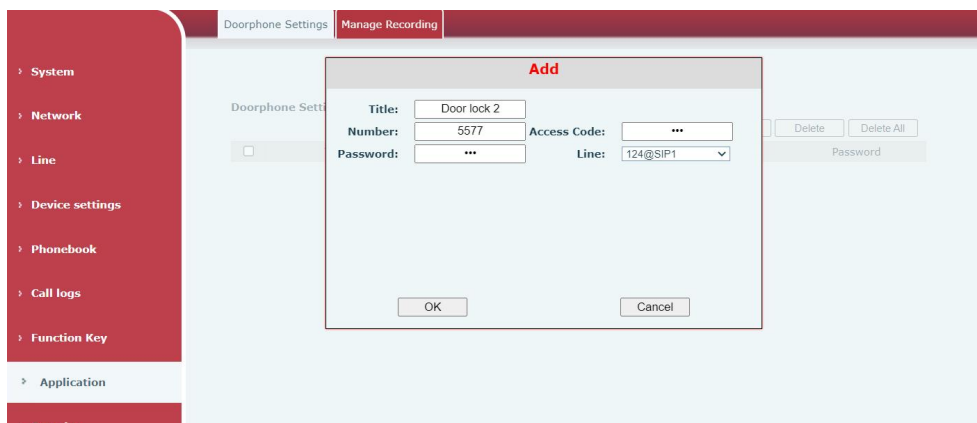 Doorphone Settings Manage Recording
System
Network
Line
Device settings
Phonebook
Call logs
Function Key
Application
Doorphone Setti
Delete Delete All
Password
Add
Title: Door lock 2
Number: 5577 Access Code: •••
Password: ••• Line: 124@SIP1
OK Cancel